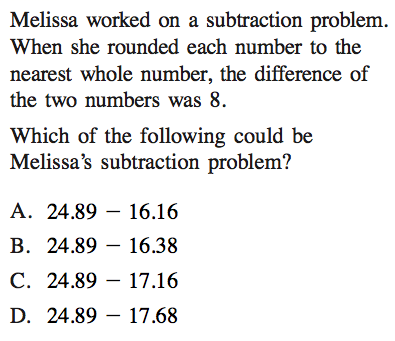 Melissa worked on a subtraction problem.
When she rounded each number to the
nearest whole number, the difference of
the two numbers was 8.
Which of the following could be
Melissa’s subtraction problem?
A. 24.89 − 16.16
B. 24.89 − 16.38
C. 24.89 − 17.16
D. 24.89 − 17.68